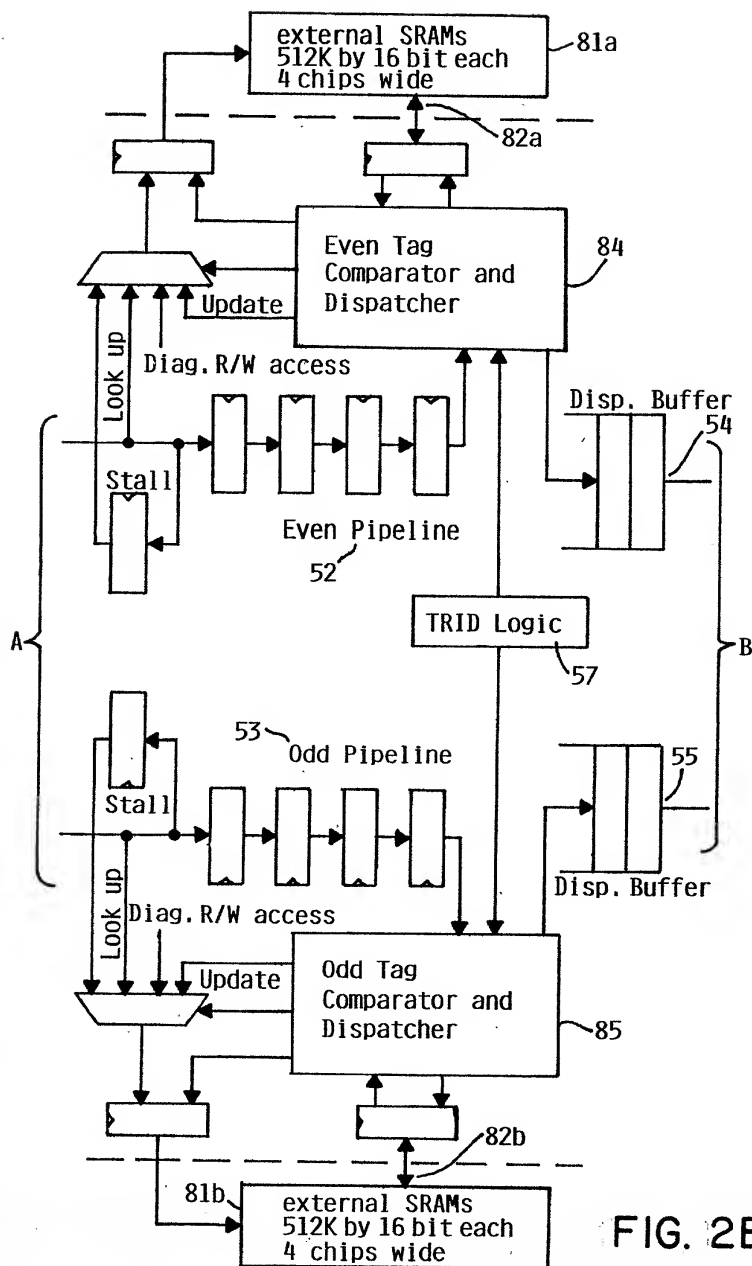 external SRAMs
512K by 16 bit each
4 chips wide
81a
82a
Even Tag
Comparator and
Dispatcher
84
Update
Look up
Diag. R/W access
Disp. Buffer
54
Stall
Even Pipeline
52
A
TRID Logic
57
B
53
Odd Pipeline
55
Stall
Disp. Buffer
Look up
Diag. R/W access
Update
Odd Tag
Comparator and
Dispatcher
85
82b
81b
external SRAMs
512K by 16 bit each
4 chips wide
FIG. 2B